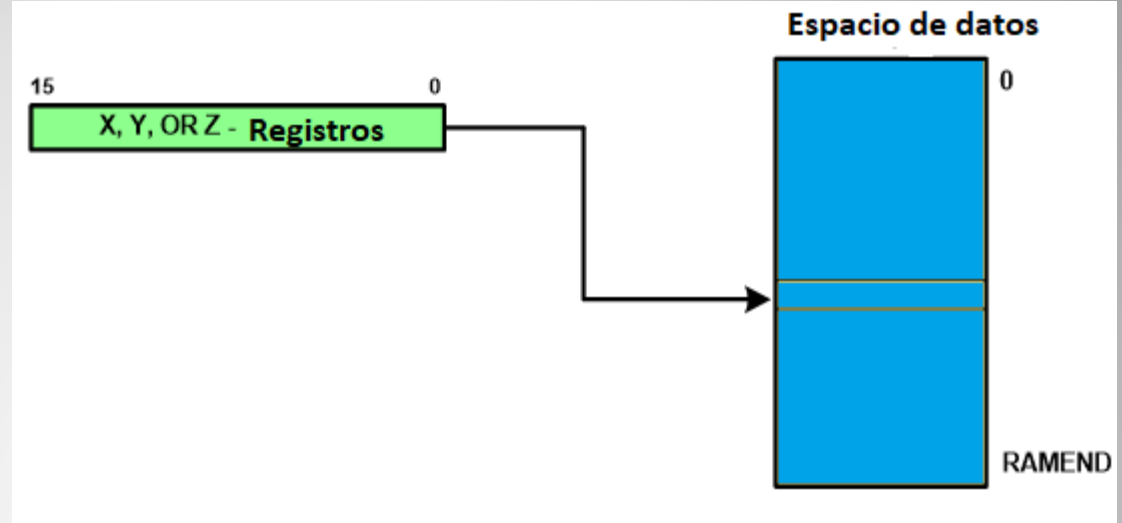 Espacio de datos
15 0 0
X, Y, OR Z - Registros
RAMEND